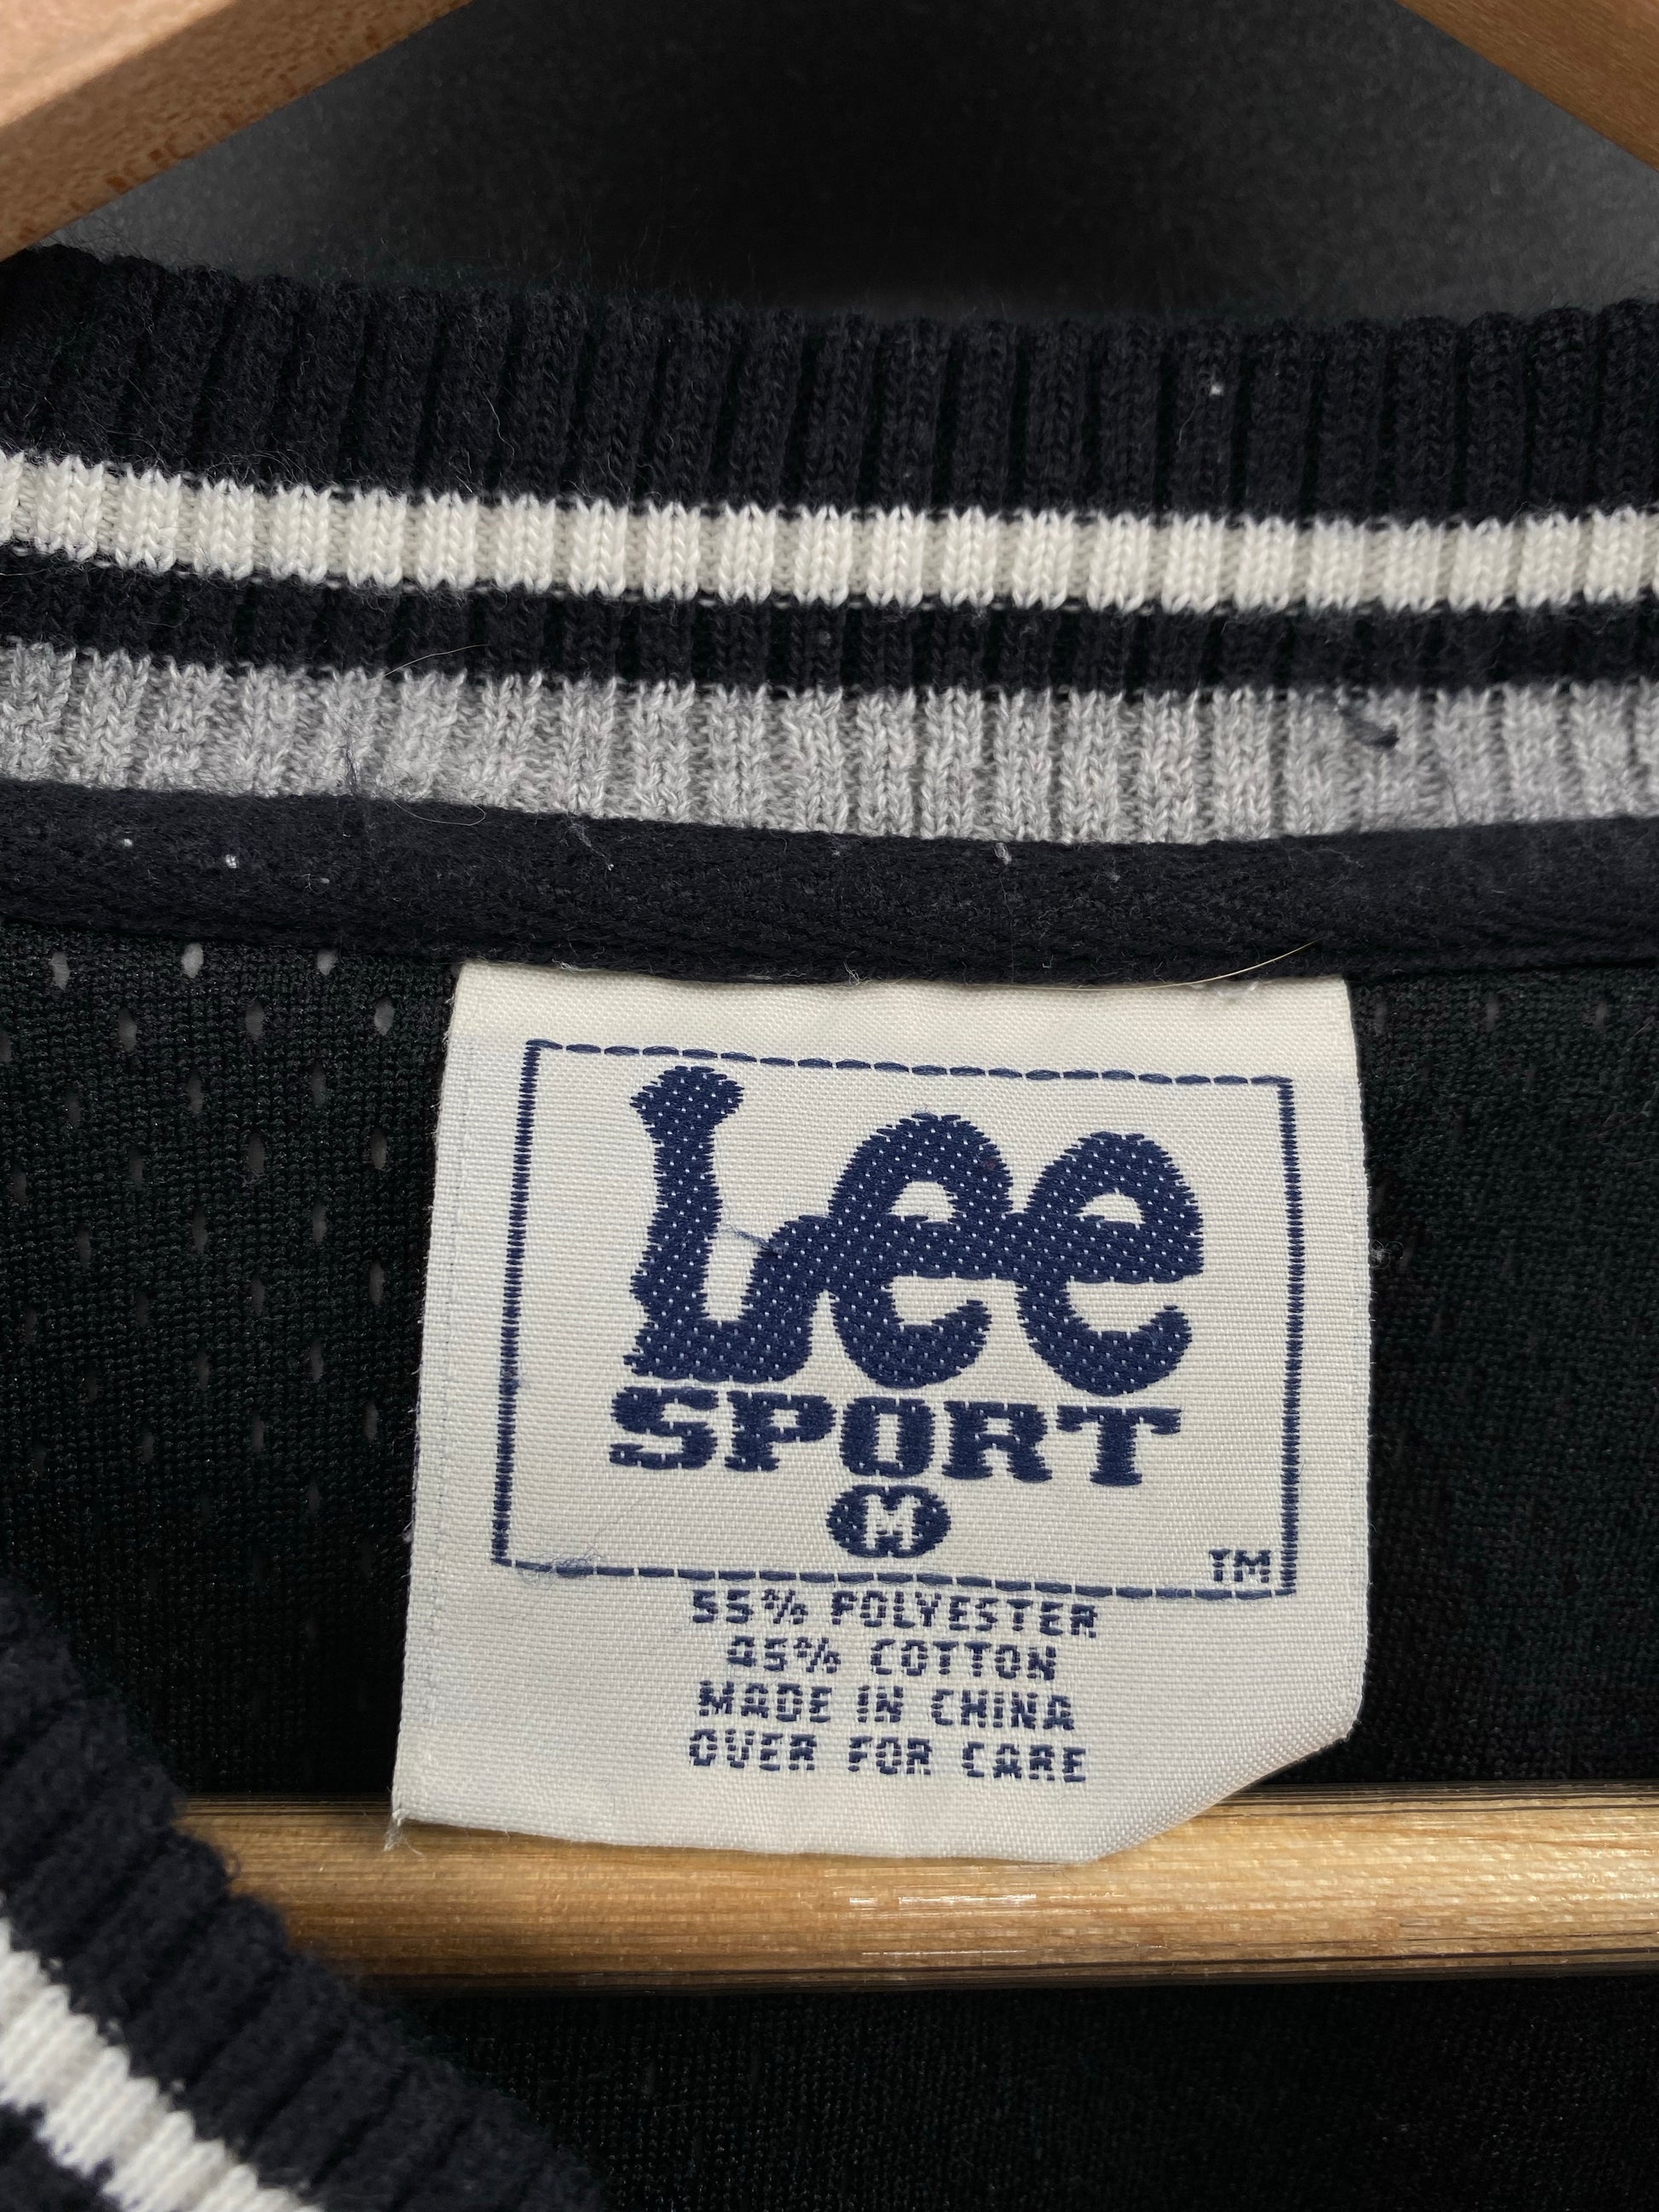 Lee
SPORT
M
TM
55% POLYESTER
45% COTTON
MADE IN CHINA
OVER FOR CARE